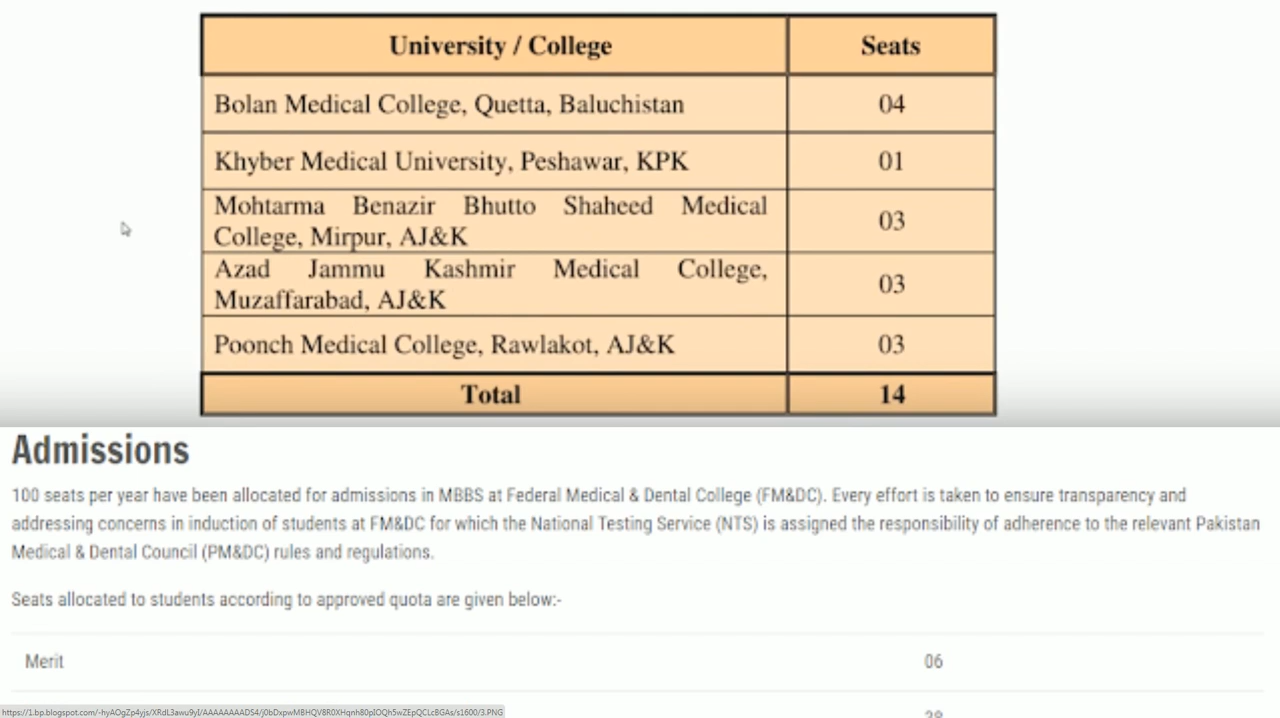 University / College Seats
Bolan Medical College, Quetta, Baluchistan 04
Khyber Medical University, Peshawar, KPK 01
Mohtarma Benazir Bhutto Shaheed Medical
College, Mirpur, AJ&K 03
Azad Jammu Kashmir Medical College,
Muzaffarabad, AJ&K 03
Poonch Medical College, Rawlakot, AJ&K 03
Total 14
Admissions
100 seats per year have been allocated for admissions in MBBS at Federal Medical & Dental College (FM&DC). Every effort is taken to ensure transparency and
addressing concerns in induction of students at FM&DC for which the National Testing Service (NTS) is assigned the responsibility of adherence to the relevant Pakistan
Medical & Dental Council (PM&DC) rules and regulations.
Seats allocated to students according to approved quota are given below:-
Merit 06